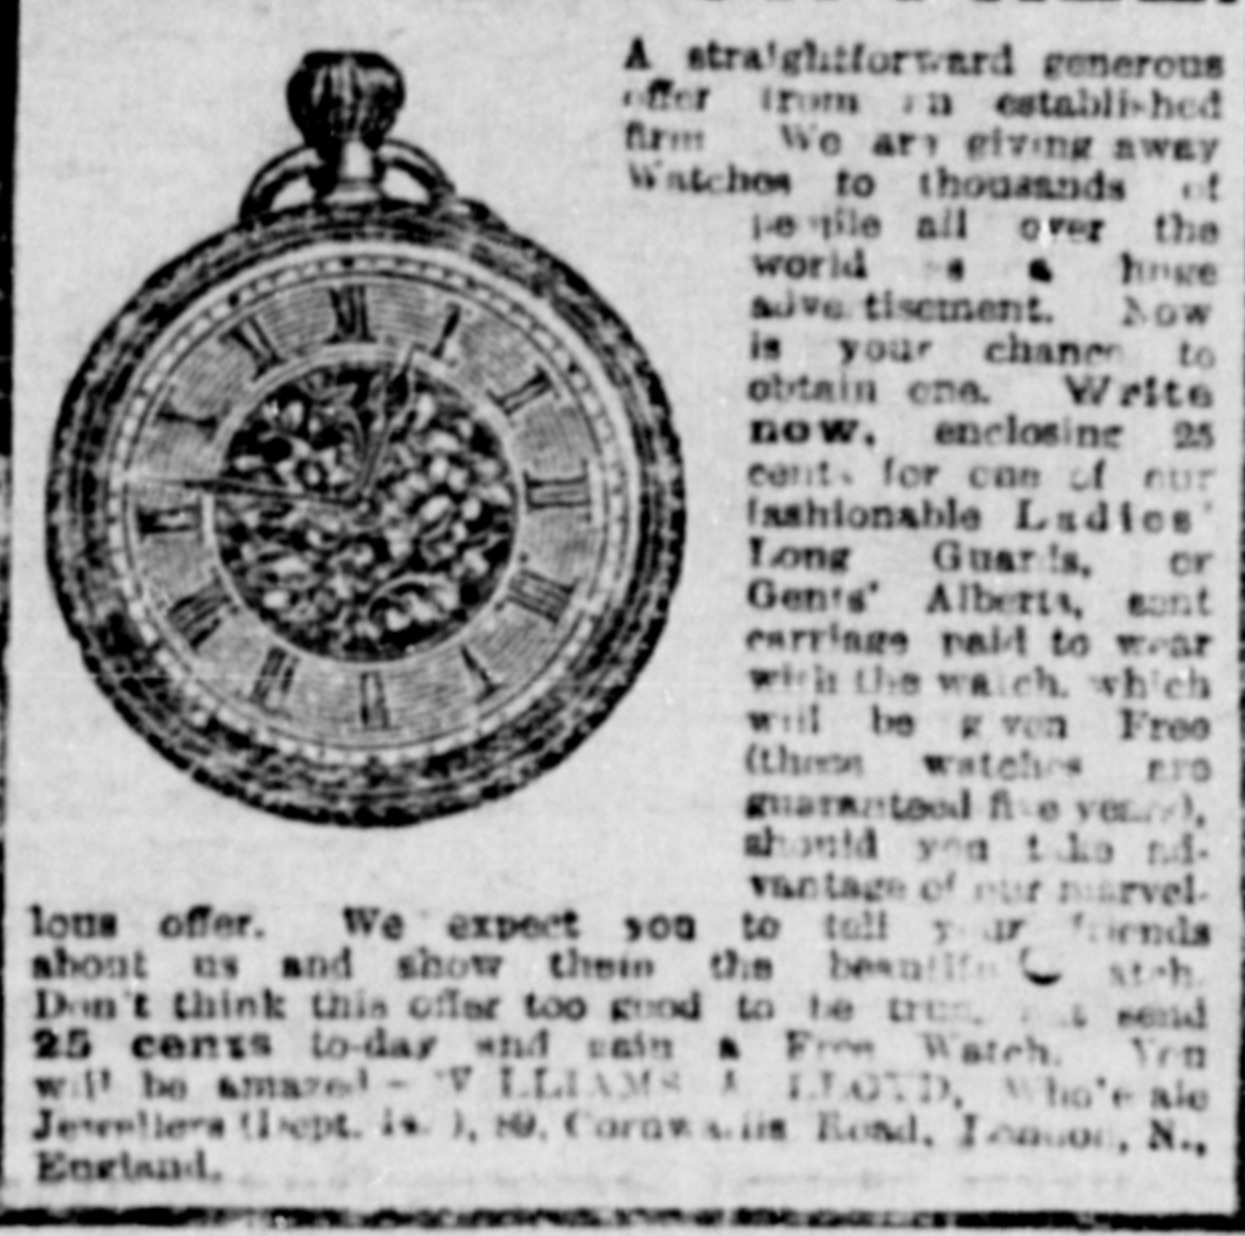 A straightforward generous
offer from an established
firm. We are giving away
Watches to thousands of
people all over the
world as a huge
advertisement. Now
is your chance to
obtain one. Write
now, enclosing 25
cents for one of our
fashionable Ladies'
Long Guards, or
Gents' Alberts, sent
carriage paid to wear
with the watch, which
will be given Free
(these watches are
guaranteed five years),
should you take ad-
vantage of our marvel-
lous offer. We expect you to tell your friends
about us and show them the beautiful watch.
Don't think this offer too good to be true, but send
25 cents to-day and gain a Free Watch. You
will be amazed.— WILLIAMS & LLOYD, Wholesale
Jewellers (Dept. ), 89, Cornwallis Road, London, N.,
England.